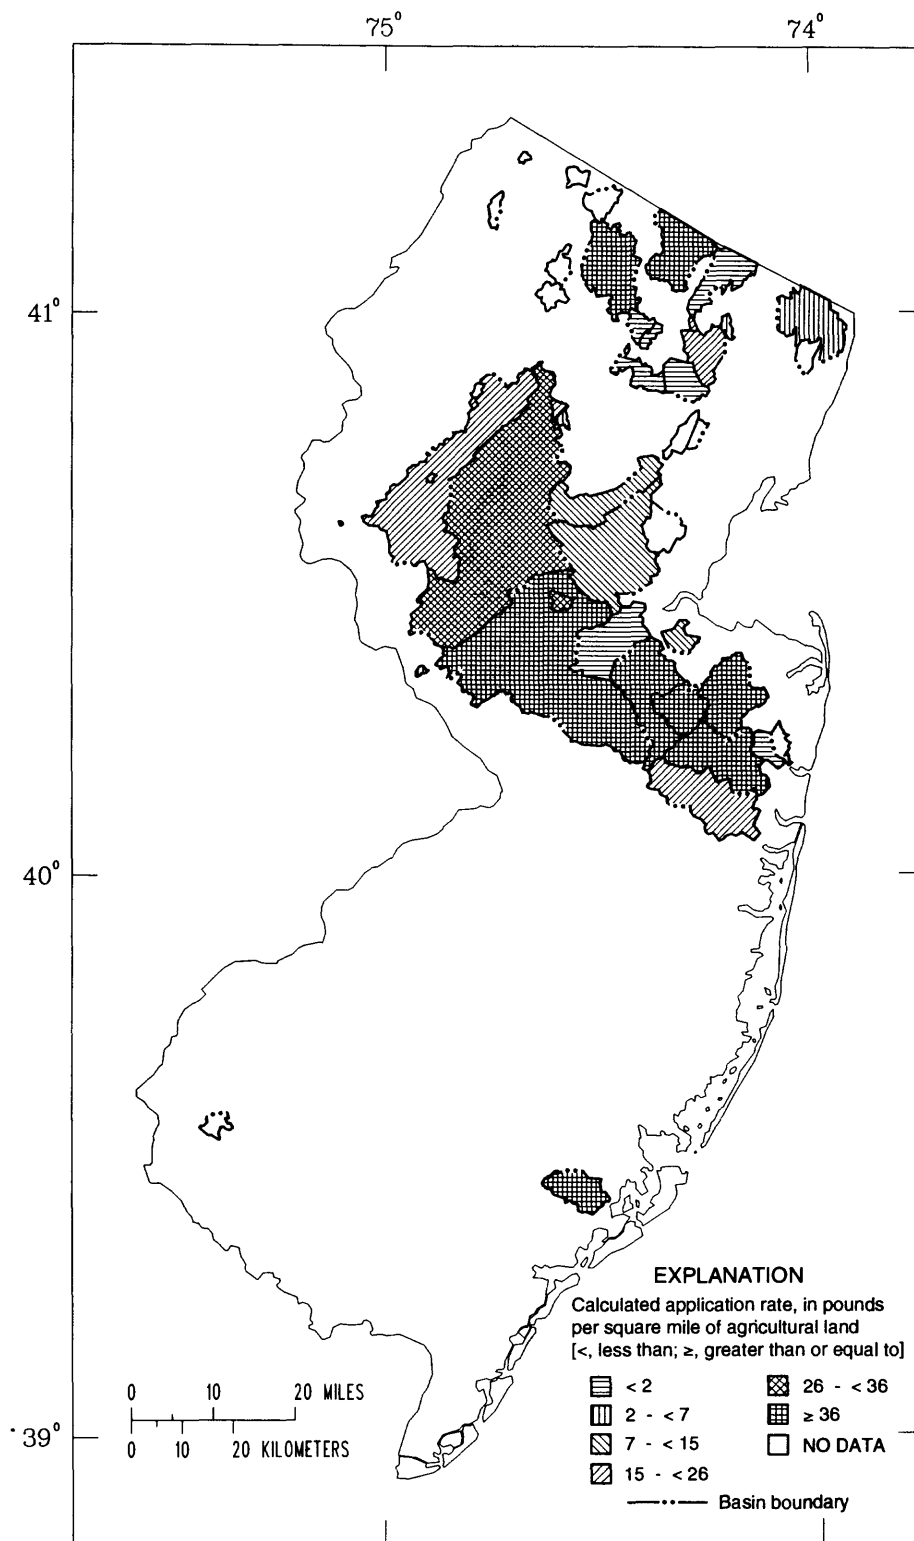 75° 74°
41°
40°
39°
EXPLANATION
Calculated application rate, in pounds
per square mile of agricultural land
[<, less than; ≥, greater than or equal to]
< 2 26 - < 36
2 - < 7 ≥ 36
7 - < 15 NO DATA
15 - < 26
Basin boundary
0 10 20 MILES
0 10 20 KILOMETERS